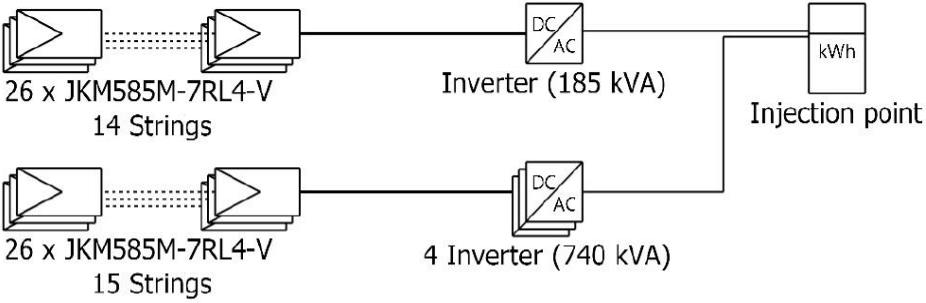 DC
AC
kWh
26 x JKM585M-7RL4-V
14 Strings
Inverter (185 kVA)
Injection point
DC
AC
26 x JKM585M-7RL4-V
15 Strings
4 Inverter (740 kVA)